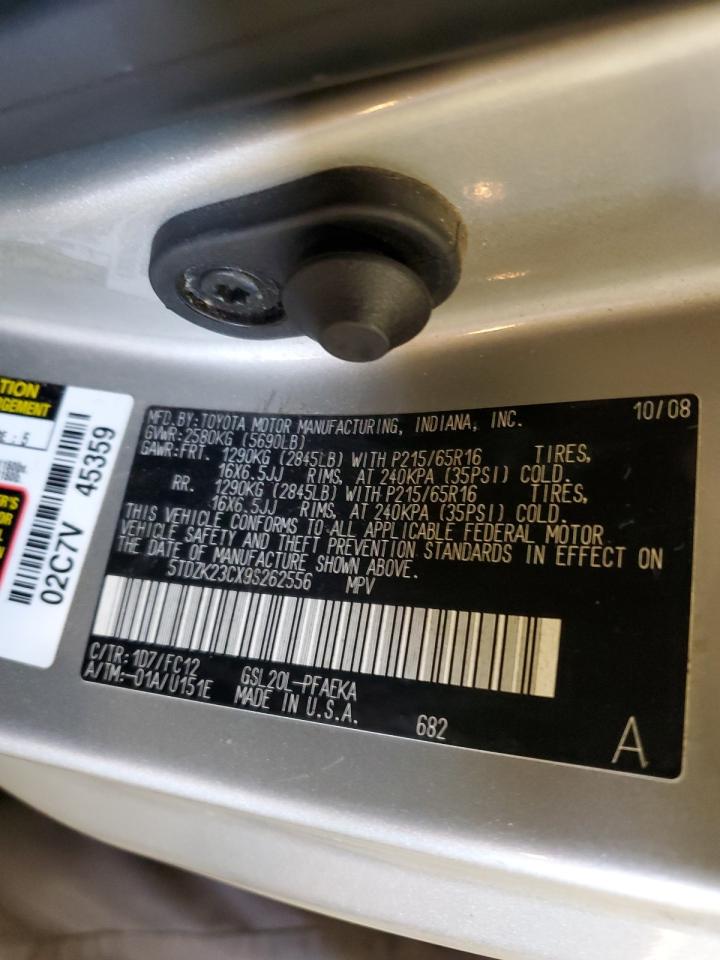 MFD. BY: TOYOTA MOTOR MANUFACTURING, INDIANA, INC. 10/08
GVWR: 2580KG (5690LB)
GAWR: FRT. 1290KG (2845LB) WITH P215/65R16 TIRES,
16X6.5JJ RIMS, AT 240KPA (35PSI) COLD.
RR. 1290KG (2845LB) WITH P215/65R16 TIRES,
16X6.5JJ RIMS, AT 240KPA (35PSI) COLD.
THIS VEHICLE CONFORMS TO ALL APPLICABLE FEDERAL MOTOR
VEHICLE SAFETY AND THEFT PREVENTION STANDARDS IN EFFECT ON
THE DATE OF MANUFACTURE SHOWN ABOVE.
5TDZK23CX9S262556 MPV
C/TR: 1D7/FC12 GSL20L-PFAEKA
A/TM:-01A/U151E MADE IN U.S.A. 682 A
TION
: 5
02C7V 45359